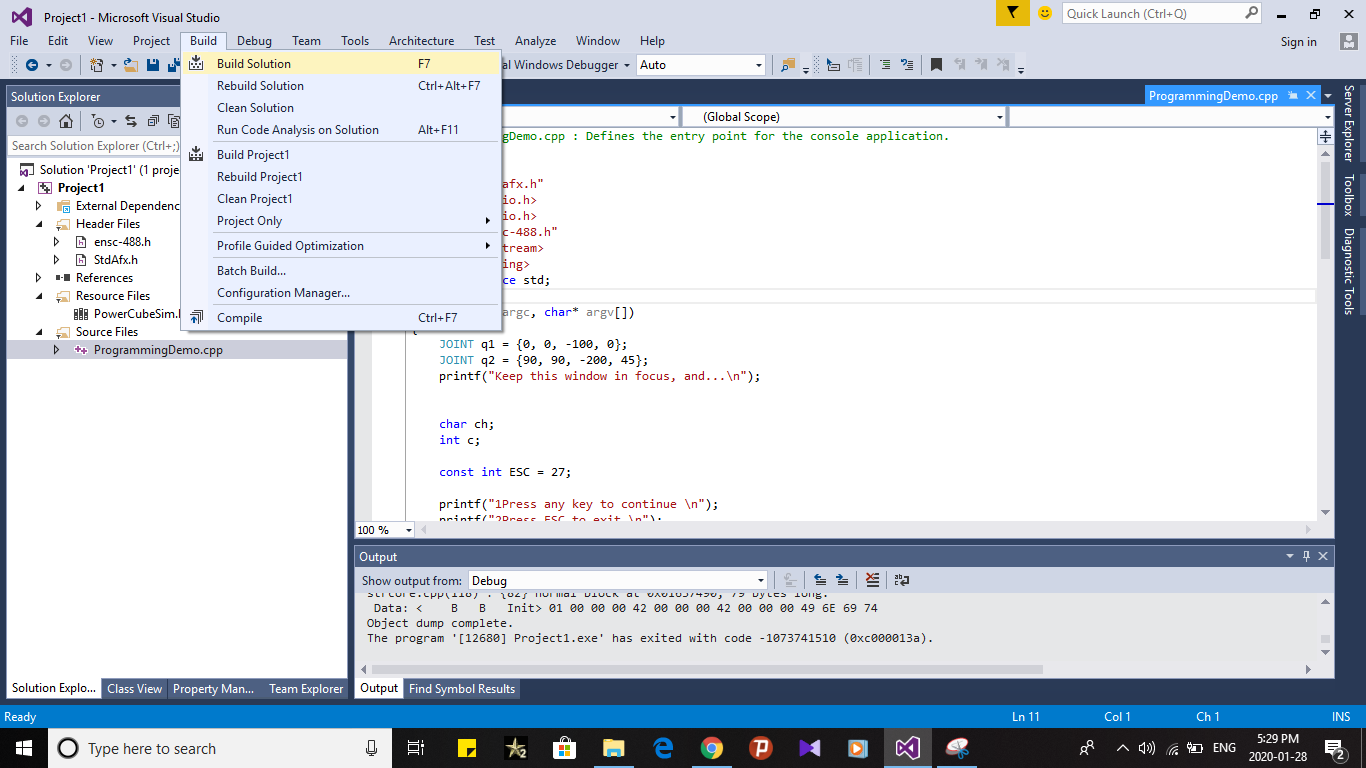 Project1 - Microsoft Visual Studio
Quick Launch (Ctrl+Q)
File Edit View Project Build Debug Team Tools Architecture Test Analyze Window Help
Sign in
Windows Debugger Auto
Build Solution F7
Rebuild Solution Ctrl+Alt+F7
Clean Solution
Run Code Analysis on Solution Alt+F11
Build Project1
Rebuild Project1
Clean Project1
Project Only
Profile Guided Optimization
Batch Build...
Configuration Manager...
Compile Ctrl+F7
Solution Explorer
Search Solution Explorer (Ctrl+;)
Solution 'Project1' (1 proje
Project1
External Dependenc
Header Files
ensc-488.h
StdAfx.h
References
Resource Files
PowerCubeSim.
Source Files
ProgrammingDemo.cpp
Solution Explo... Class View Property Man... Team Explorer
ProgrammingDemo.cpp
(Global Scope)
gDemo.cpp : Defines the entry point for the console application.
afx.h"
io.h>
io.h>
c-488.h"
tream>
ing>
ce std;
argc, char* argv[])
{
JOINT q1 = {0, 0, -100, 0};
JOINT q2 = {90, 90, -200, 45};
printf("Keep this window in focus, and...\n");
char ch;
int c;
const int ESC = 27;
printf("1Press any key to continue \n");
printf("2Press ESC to exit \n");
100 %
Server Explorer
Toolbox
Diagnostic Tools
Output
Show output from: Debug
strcore.cpp(118) : {82} normal block at 0x01657490, 79 bytes long.
Data: < B B Init> 01 00 00 00 42 00 00 00 42 00 00 00 49 6E 69 74
Object dump complete.
The program '[12680] Project1.exe' has exited with code -1073741510 (0xc000013a).
Output Find Symbol Results
Ready Ln 11 Col 1 Ch 1 INS
Type here to search
ENG
5:29 PM
2020-01-28
2